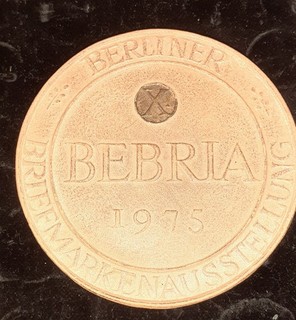 BERLINER
X
BEBRIA
1975
BRIEFMARKENAUSSTELLUNG